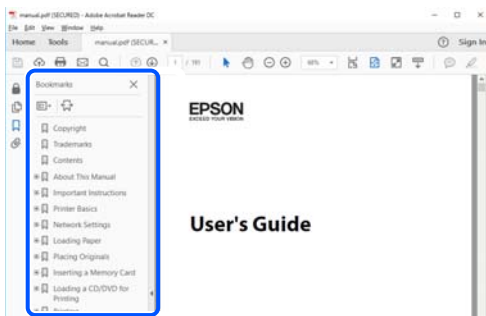 manual.pdf (SECURED) - Adobe Acrobat Reader DC
File Edit View Window Help
Home Tools manual.pdf (SECUR... × Sign In
1 / 191
Bookmarks
Copyright
Trademarks
Contents
About This Manual
Important Instructions
Printer Basics
Network Settings
Loading Paper
Placing Originals
Inserting a Memory Card
Loading a CD/DVD for
Printing
EPSON
EXCEED YOUR VISION
User's Guide